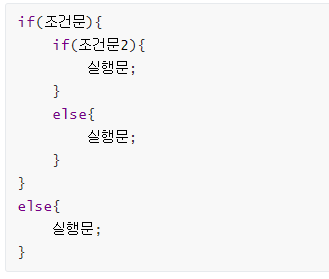 if(조건문){
    if(조건문2){
        실행문;
    }
    else{
        실행문;
    }
}
else{
    실행문;
}